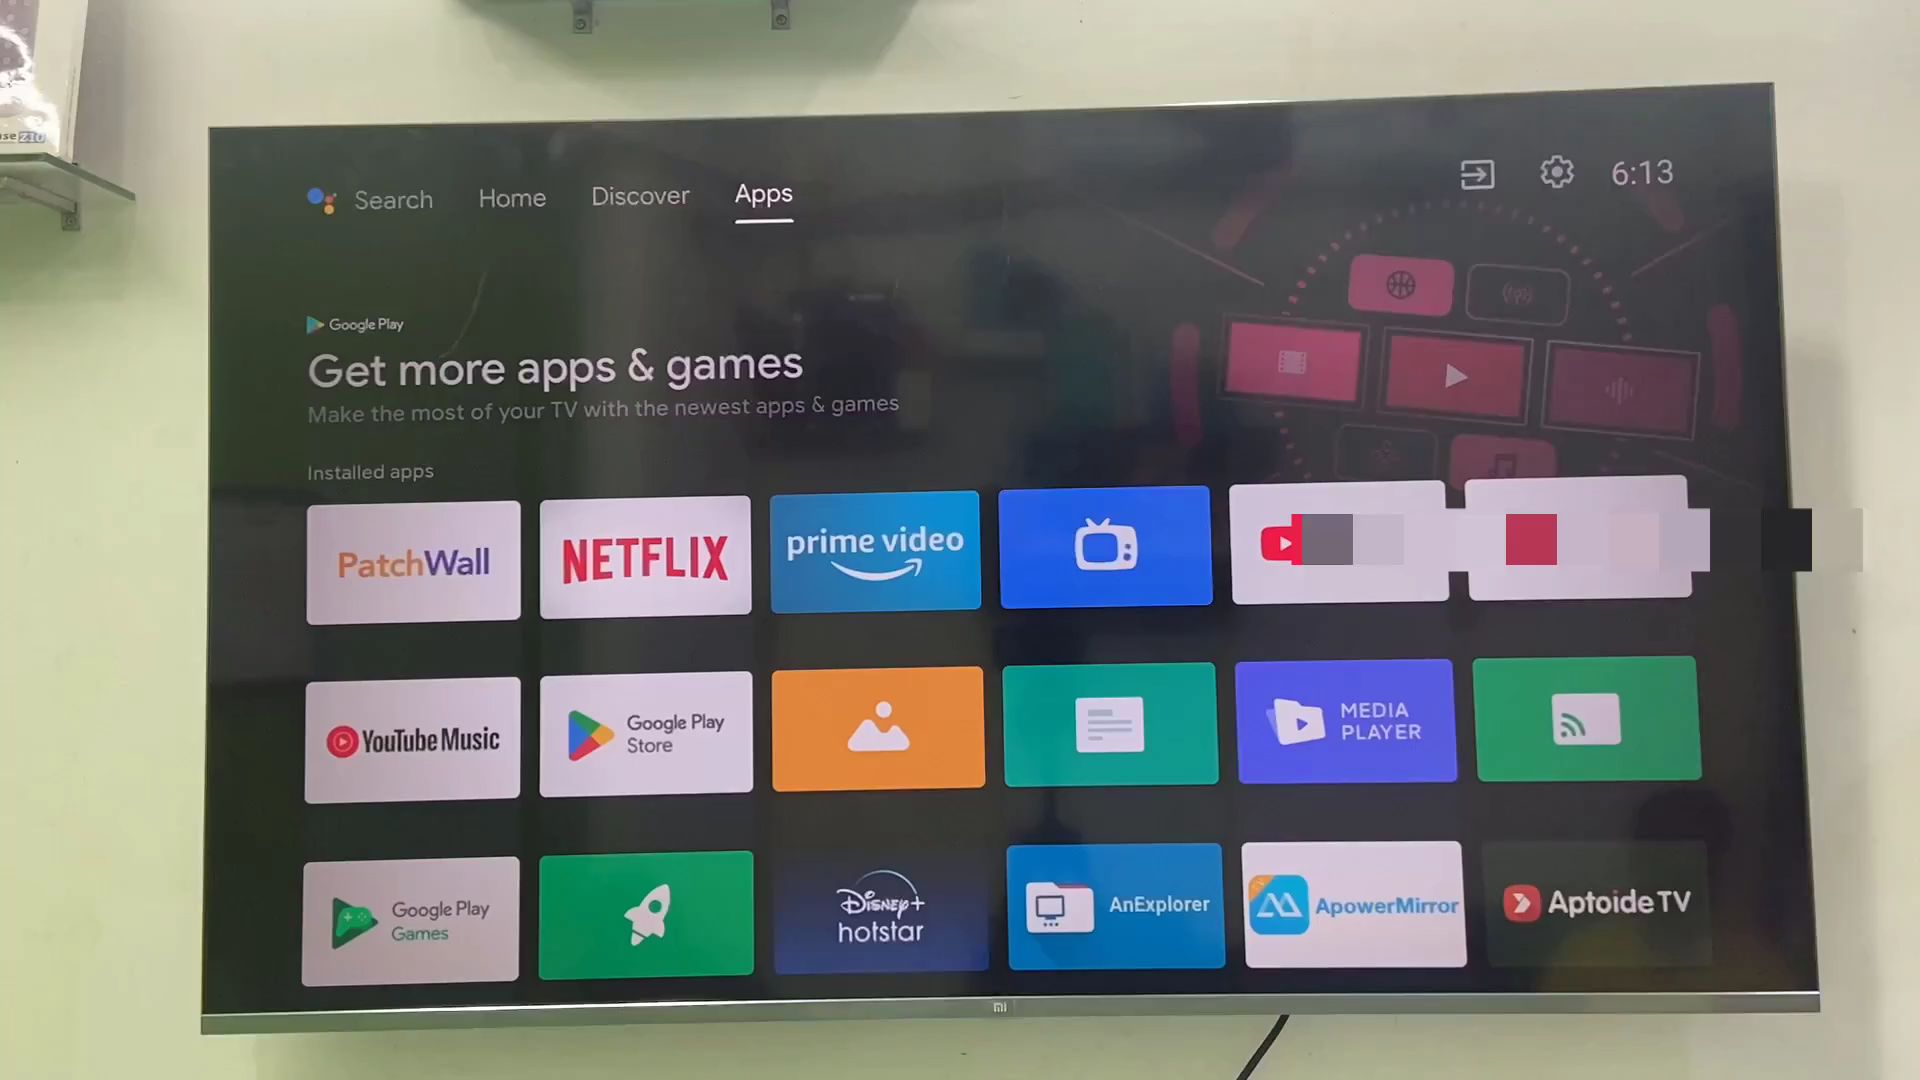 Search Home Discover Apps
6:13
Google Play
Get more apps & games
Make the most of your TV with the newest apps & games
Installed apps
PatchWall
NETFLIX
prime video
YouTube Music
Google Play
Store
MEDIA
PLAYER
Google Play
Games
Disney+
hotstar
AnExplorer
ApowerMirror
Aptoide TV
mi